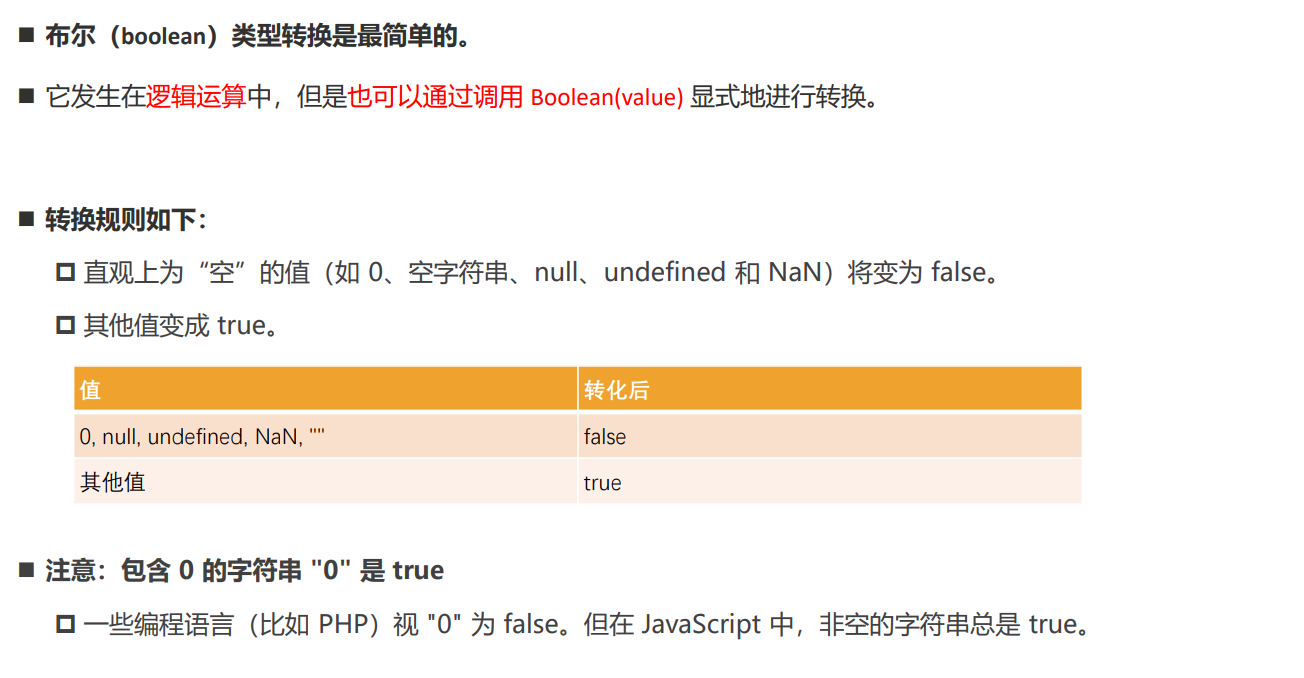 ■ 布尔（boolean）类型转换是最简单的。
■ 它发生在逻辑运算中，但是也可以通过调用 Boolean(value) 显式地进行转换。
■ 转换规则如下：
直观上为“空”的值（如 0、空字符串、null、undefined 和 NaN）将变为 false。
其他值变成 true。
值 转化后
0, null, undefined, NaN, "" false
其他值 true
■ 注意：包含 0 的字符串 "0" 是 true
一些编程语言（比如 PHP）视 "0" 为 false。但在 JavaScript 中，非空的字符串总是 true。